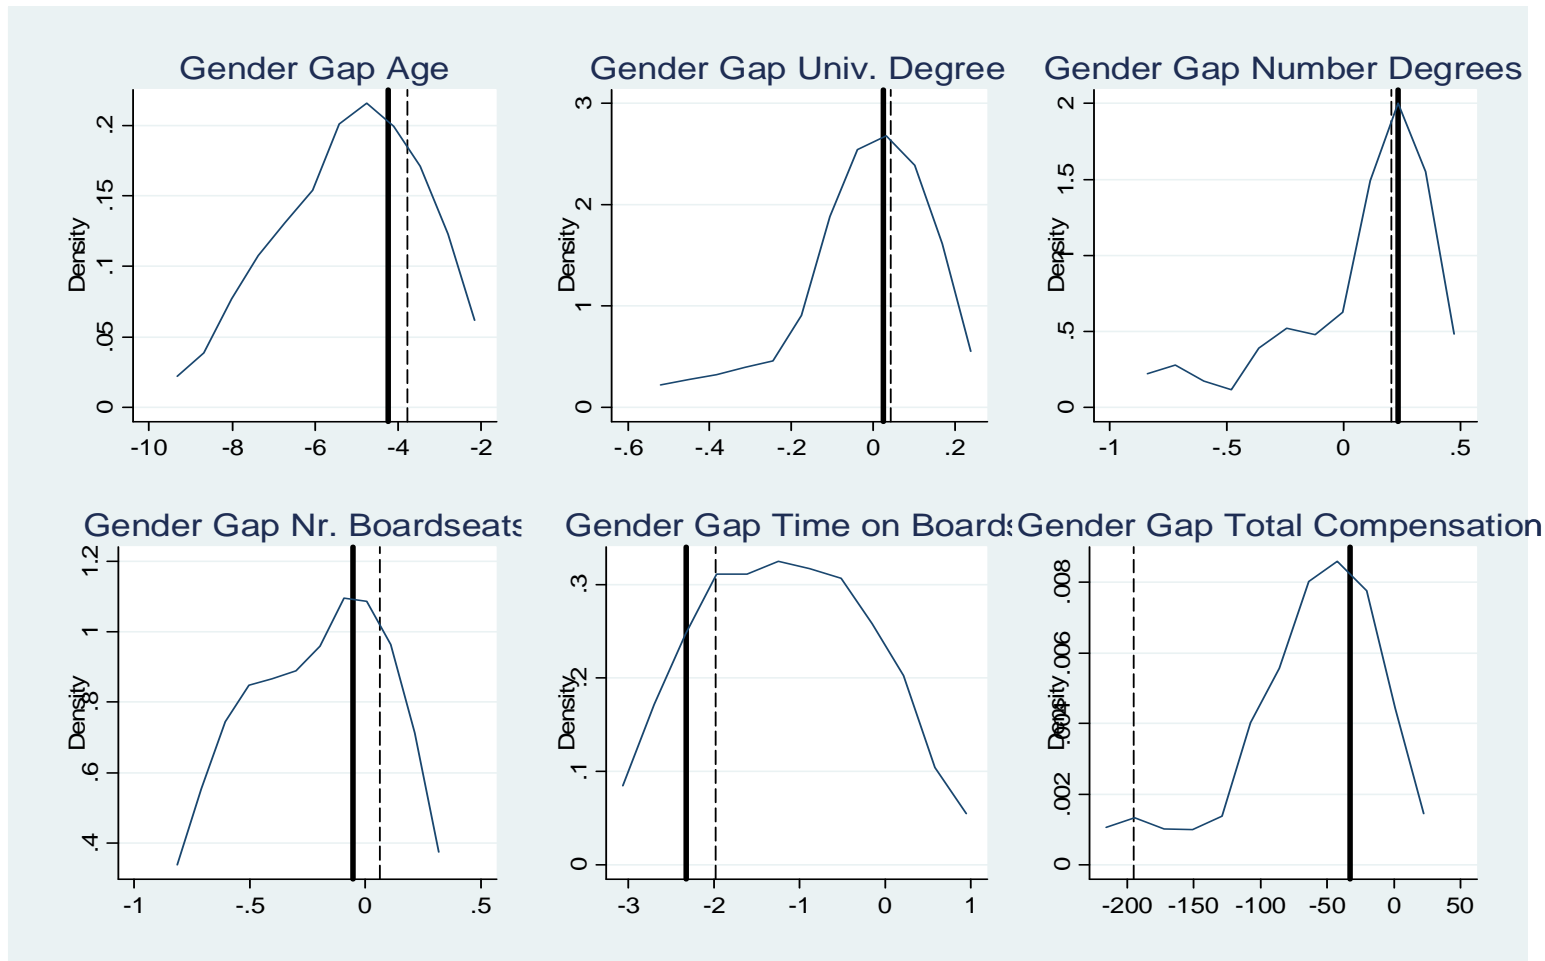 Gender Gap Age
Density
0 .05 .1 .15 .2
-10 -8 -6 -4 -2
Gender Gap Univ. Degree
Density
0 1 2 3
-.6 -.4 -.2 0 .2
Gender Gap Number Degrees
Density
0 .5 1 1.5 2
-1 -.5 0 .5
Gender Gap Nr. Boardseats
Density
.4 .6 .8 1 1.2
-1 -.5 0 .5
Gender Gap Time on Boards
Density
0 .1 .2 .3
-3 -2 -1 0 1
Gender Gap Total Compensation
Density
0 .002 .004 .006 .008
-200 -150 -100 -50 0 50